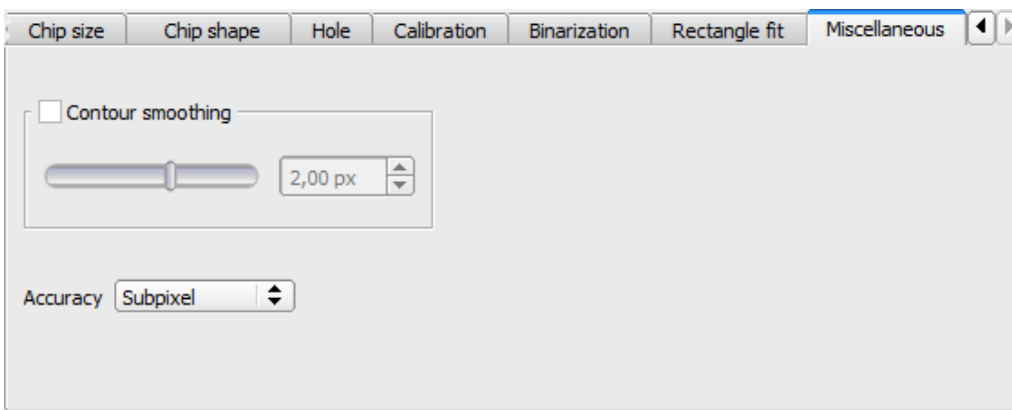 Chip size Chip shape Hole Calibration Binarization Rectangle fit Miscellaneous
Contour smoothing
2,00 px
Accuracy Subpixel